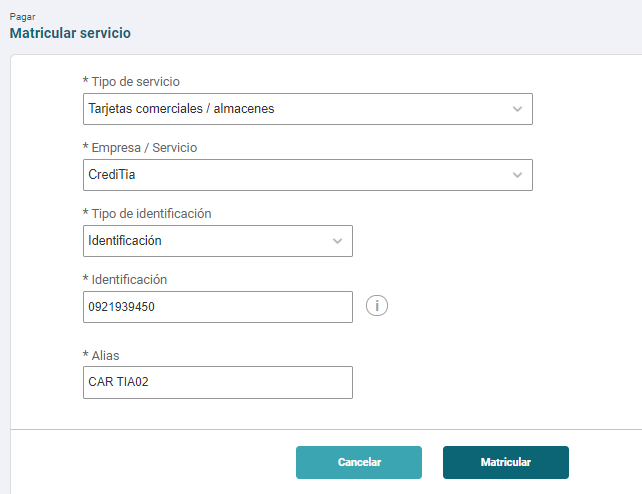 Pagar
Matricular servicio
* Tipo de servicio
Tarjetas comerciales / almacenes
* Empresa / Servicio
CrediTia
* Tipo de identificación
Identificación
* Identificación
0921939450
i
* Alias
CAR TIA02
Cancelar Matricular